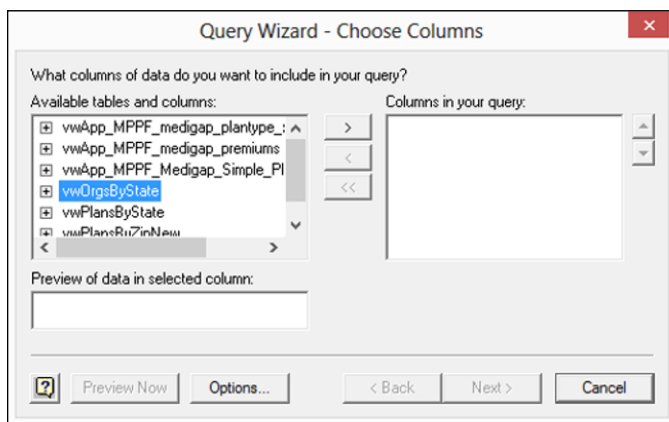 Query Wizard - Choose Columns
What columns of data do you want to include in your query?
Available tables and columns:
Columns in your query:
vwApp_MPPF_medigap_plantype_
vwApp_MPPF_medigap_premiums
vwApp_MPPF_Medigap_Simple_Pl
vwOrgsByState
vwPlansByState
vwPlansByZipNew
>
<
<<
Preview of data in selected column:
Preview Now
Options...
< Back
Next >
Cancel